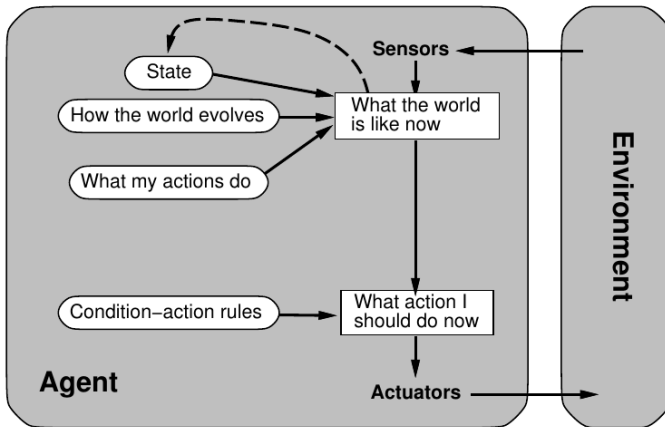 Sensors
State
How the world evolves
What the world
is like now
What my actions do
Environment
Condition−action rules
What action I
should do now
Agent
Actuators